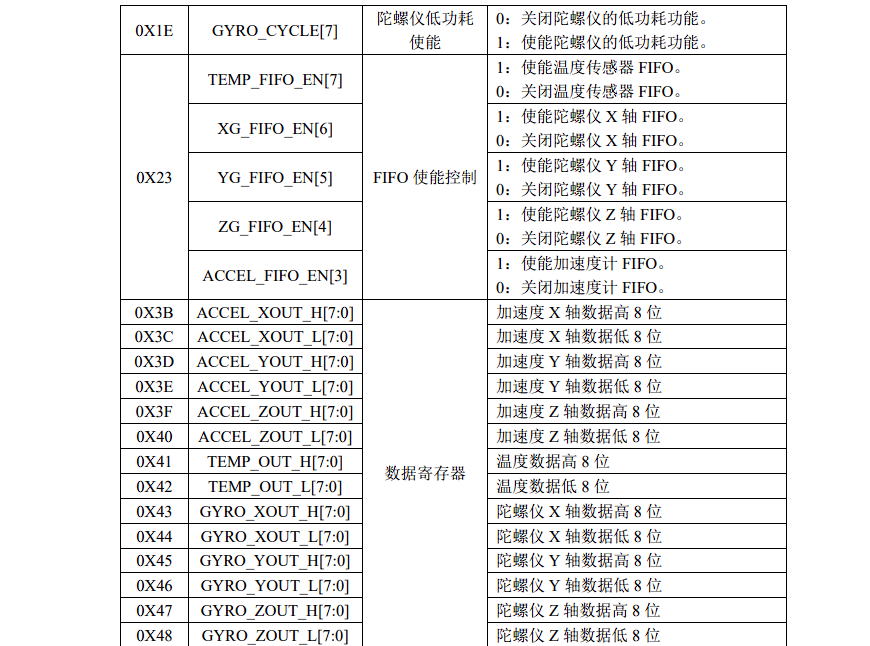 0X1E GYRO_CYCLE[7] 陀螺仪低功耗使能 0：关闭陀螺仪的低功耗功能。
1：使能陀螺仪的低功耗功能。
0X23 TEMP_FIFO_EN[7] FIFO 使能控制 1：使能温度传感器 FIFO。
0：关闭温度传感器 FIFO。
XG_FIFO_EN[6] 1：使能陀螺仪 X 轴 FIFO。
0：关闭陀螺仪 X 轴 FIFO。
YG_FIFO_EN[5] 1：使能陀螺仪 Y 轴 FIFO。
0：关闭陀螺仪 Y 轴 FIFO。
ZG_FIFO_EN[4] 1：使能陀螺仪 Z 轴 FIFO。
0：关闭陀螺仪 Z 轴 FIFO。
ACCEL_FIFO_EN[3] 1：使能加速度计 FIFO。
0：关闭加速度计 FIFO。
0X3B ACCEL_XOUT_H[7:0] 数据寄存器 加速度 X 轴数据高 8 位
0X3C ACCEL_XOUT_L[7:0] 加速度 X 轴数据低 8 位
0X3D ACCEL_YOUT_H[7:0] 加速度 Y 轴数据高 8 位
0X3E ACCEL_YOUT_L[7:0] 加速度 Y 轴数据低 8 位
0X3F ACCEL_ZOUT_H[7:0] 加速度 Z 轴数据高 8 位
0X40 ACCEL_ZOUT_L[7:0] 加速度 Z 轴数据低 8 位
0X41 TEMP_OUT_H[7:0] 温度数据高 8 位
0X42 TEMP_OUT_L[7:0] 温度数据低 8 位
0X43 GYRO_XOUT_H[7:0] 陀螺仪 X 轴数据高 8 位
0X44 GYRO_XOUT_L[7:0] 陀螺仪 X 轴数据低 8 位
0X45 GYRO_YOUT_H[7:0] 陀螺仪 Y 轴数据高 8 位
0X46 GYRO_YOUT_L[7:0] 陀螺仪 Y 轴数据低 8 位
0X47 GYRO_ZOUT_H[7:0] 陀螺仪 Z 轴数据高 8 位
0X48 GYRO_ZOUT_L[7:0] 陀螺仪 Z 轴数据低 8 位